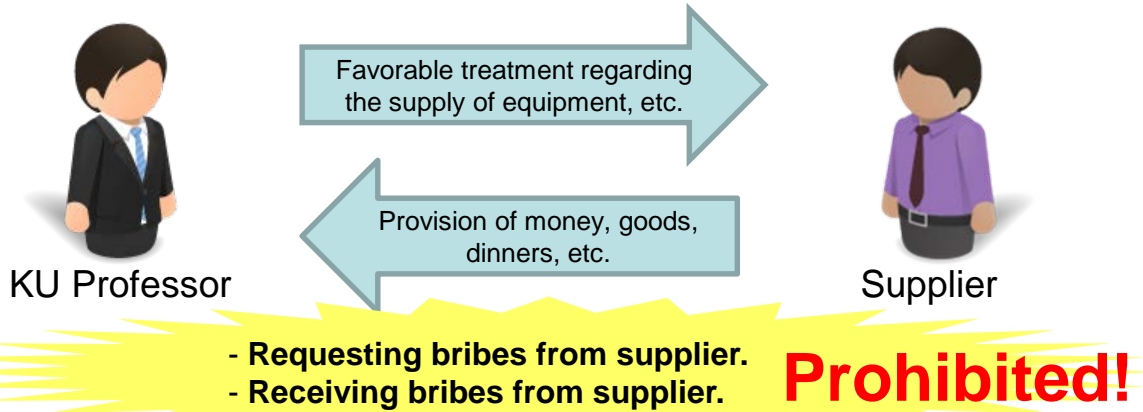 Favorable treatment regarding
the supply of equipment, etc.
Provision of money, goods,
dinners, etc.
KU Professor
Supplier
- Requesting bribes from supplier.
- Receiving bribes from supplier.
Prohibited!